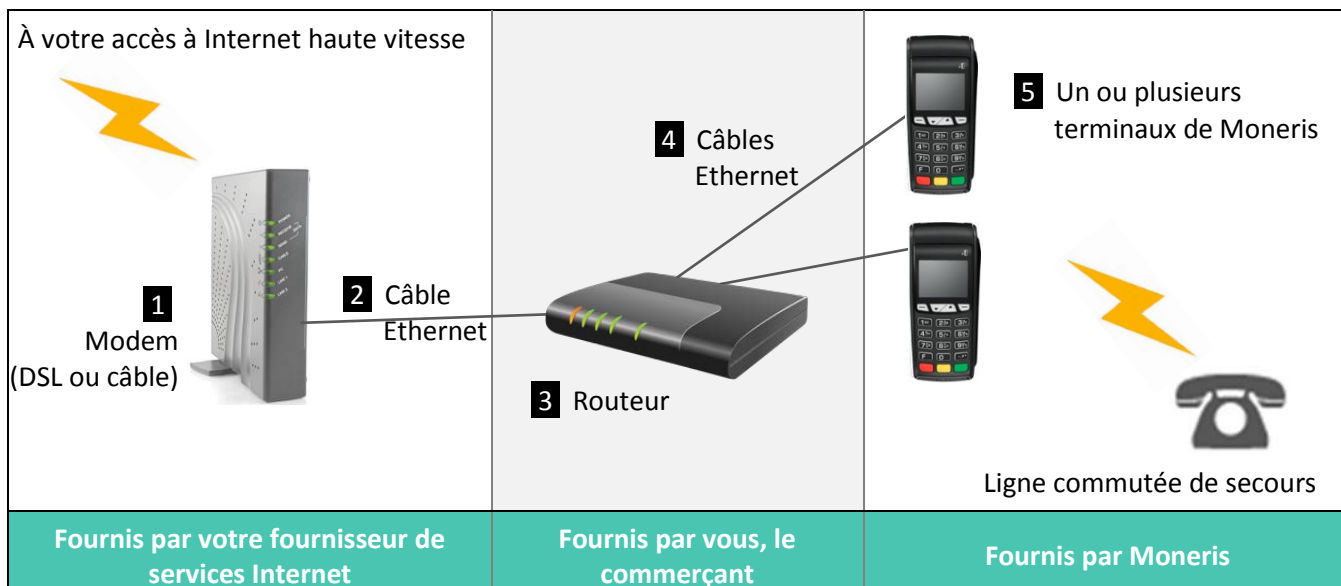 À votre accès à Internet haute vitesse
1
Modem
(DSL ou câble)
2 Câble
Ethernet
3 Routeur
4 Câbles
Ethernet
5 Un ou plusieurs
terminaux de Moneris
Ligne commutée de secours
Fournis par votre fournisseur de
services Internet
Fournis par vous, le
commerçant
Fournis par Moneris